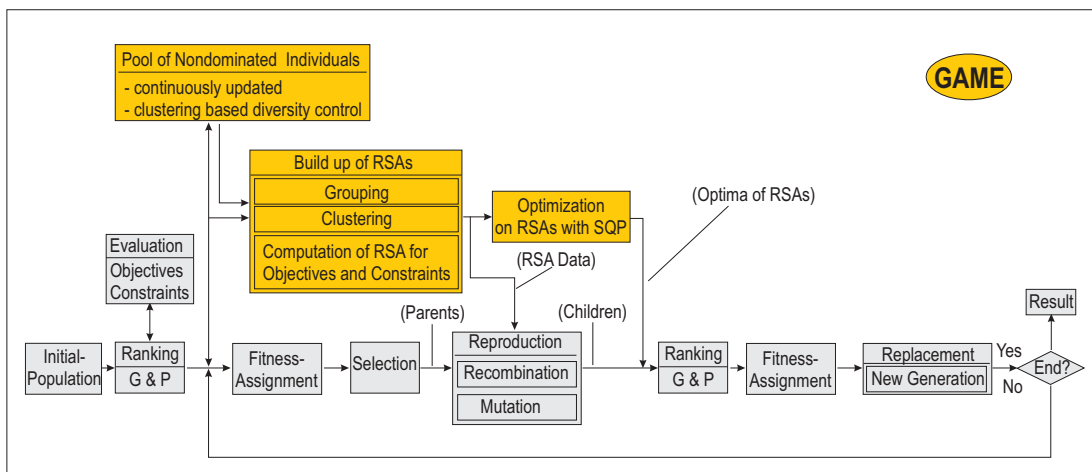 Pool of Nondominated Individuals
- continuously updated
- clustering based diversity control
GAME
Build up of RSAs
Grouping
Clustering
Computation of RSA for
Objectives and Constraints
Optimization
on RSAs with SQP
(Optima of RSAs)
(RSA Data)
Evaluation
Objectives
Constraints
(Parents)
(Children)
Initial-
Population
Ranking
G & P
Fitness-
Assignment
Selection
Reproduction
Recombination
Mutation
Ranking
G & P
Fitness-
Assignment
Replacement
New Generation
Yes
No
End?
Result